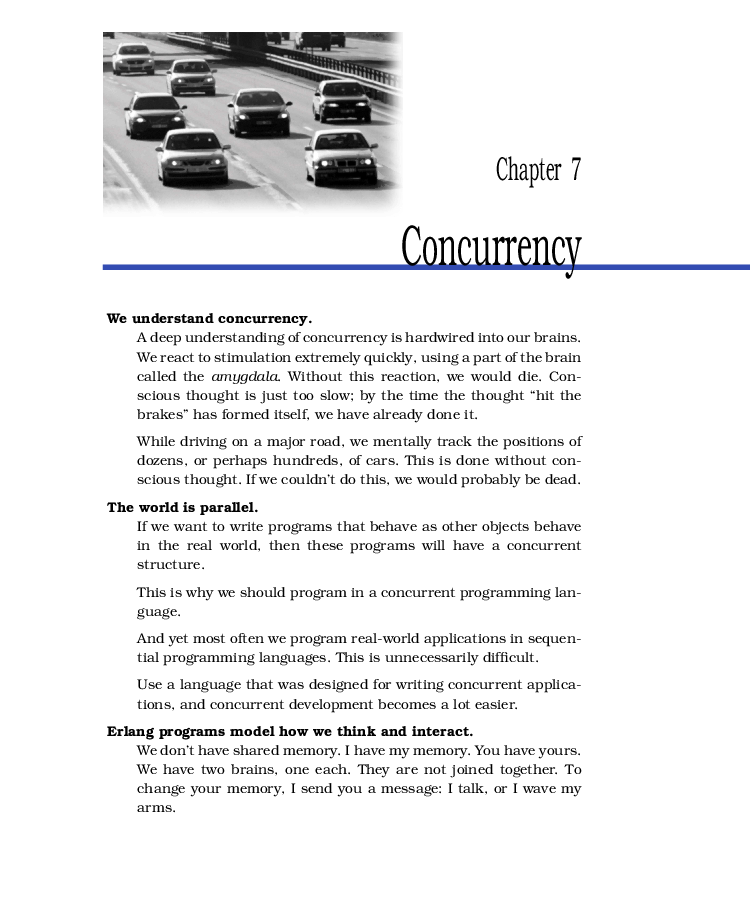 Chapter 7
Concurrency
We understand concurrency.
A deep understanding of concurrency is hardwired into our brains.
We react to stimulation extremely quickly, using a part of the brain
called the amygdala. Without this reaction, we would die. Con-
scious thought is just too slow; by the time the thought “hit the
brakes” has formed itself, we have already done it.
While driving on a major road, we mentally track the positions of
dozens, or perhaps hundreds, of cars. This is done without con-
scious thought. If we couldn’t do this, we would probably be dead.
The world is parallel.
If we want to write programs that behave as other objects behave
in the real world, then these programs will have a concurrent
structure.
This is why we should program in a concurrent programming lan-
guage.
And yet most often we program real-world applications in sequen-
tial programming languages. This is unnecessarily difficult.
Use a language that was designed for writing concurrent applica-
tions, and concurrent development becomes a lot easier.
Erlang programs model how we think and interact.
We don’t have shared memory. I have my memory. You have yours.
We have two brains, one each. They are not joined together. To
change your memory, I send you a message: I talk, or I wave my
arms.